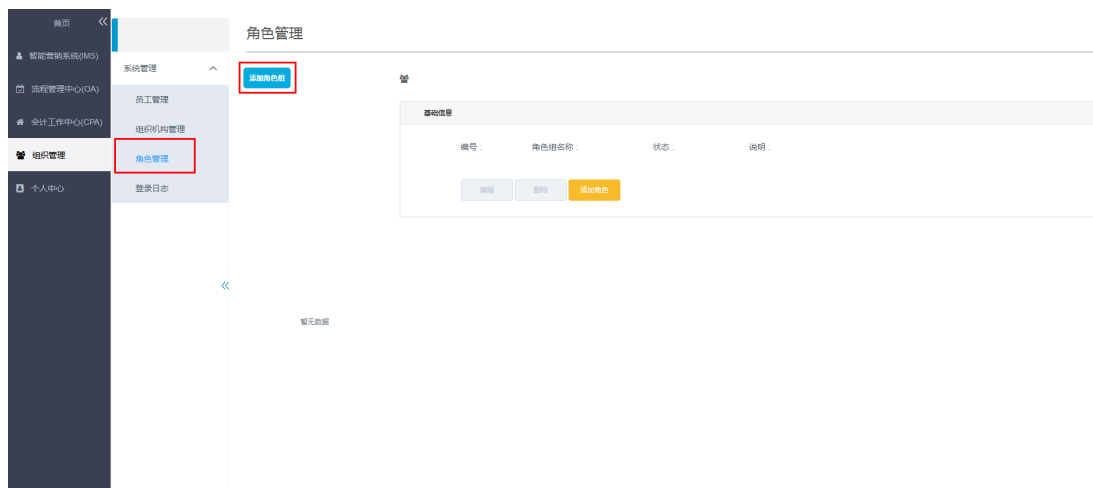 首页
智能营销系统(IMS)
流程管理中心(OA)
会计工作中心(CPA)
组织管理
个人中心
系统管理
员工管理
组织机构管理
角色管理
登录日志
角色管理
添加角色组
暂无数据
基础信息
编号 : 角色组名称 : 状态 : 说明 :
编辑 删除 添加角色